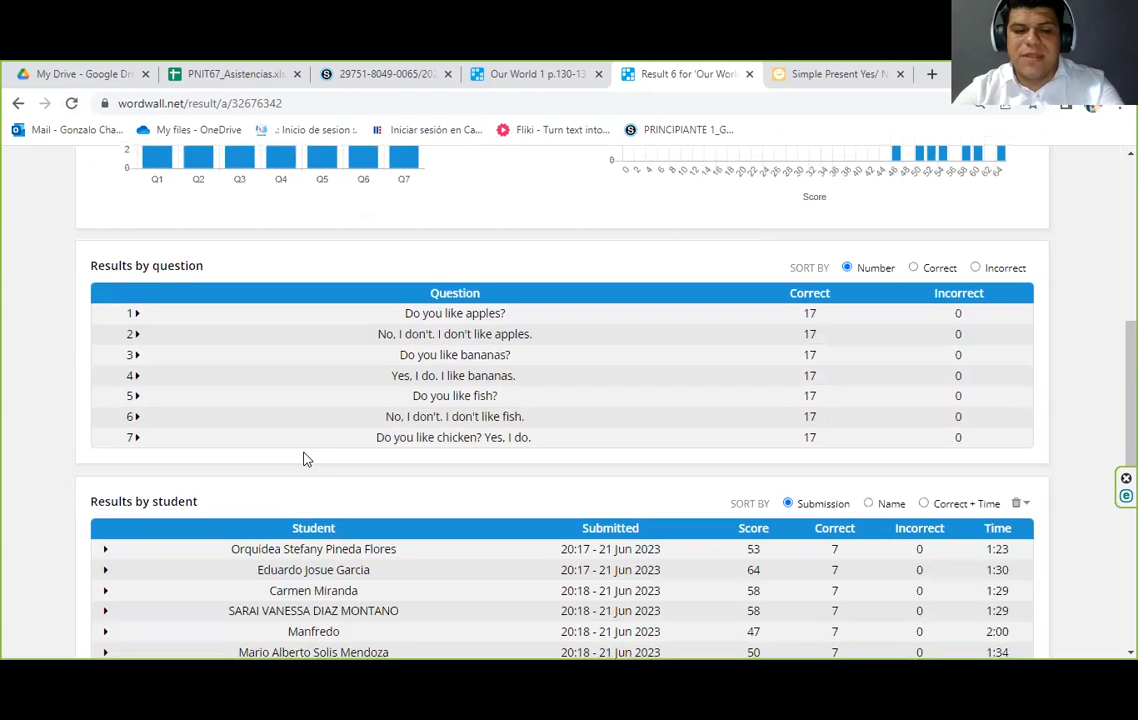 My Drive - Google Dri
PNIT67_Asistencias.xls
29751-8049-0065/202
Our World 1 p.130-13
Result 6 for 'Our Worl
Simple Present Yes/ N
wordwall.net/result/a/32676342
Mail - Gonzalo Cha...
My files - OneDrive
.: Inicio de sesion :.
Iniciar sesión en Ca...
Fliki - Turn text into...
PRINCIPIANTE 1_G...
2
0
Q1 Q2 Q3 Q4 Q5 Q6 Q7
0
0 2 4 6 8 10 12 14 16 18 20 22 24 26 28 30 32 34 36 38 40 42 44 46 48 50 52 54 56 58 60 62 64
Score
Results by question
SORT BY Number Correct Incorrect
Question Correct Incorrect
1 Do you like apples? 17 0
2 No, I don't. I don't like apples. 17 0
3 Do you like bananas? 17 0
4 Yes, I do. I like bananas. 17 0
5 Do you like fish? 17 0
6 No, I don't. I don't like fish. 17 0
7 Do you like chicken? Yes, I do. 17 0
Results by student
SORT BY Submission Name Correct + Time
Student Submitted Score Correct Incorrect Time
Orquidea Stefany Pineda Flores 20:17 - 21 Jun 2023 53 7 0 1:23
Eduardo Josue Garcia 20:17 - 21 Jun 2023 64 7 0 1:30
Carmen Miranda 20:18 - 21 Jun 2023 58 7 0 1:29
SARAI VANESSA DIAZ MONTANO 20:18 - 21 Jun 2023 58 7 0 1:29
Manfredo 20:18 - 21 Jun 2023 47 7 0 2:00
Mario Alberto Solis Mendoza 20:18 - 21 Jun 2023 50 7 0 1:34